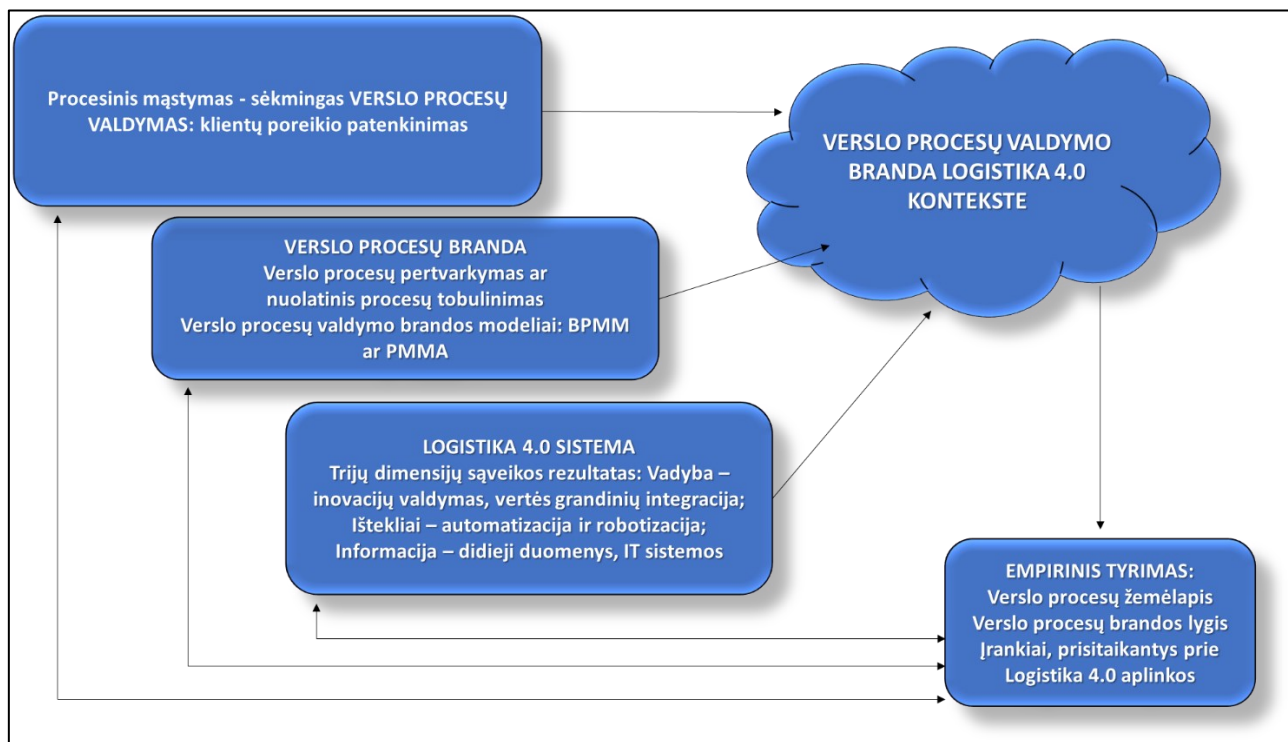 Procesinis mąstymas - sėkmingas VERSLO PROCESŲ
VALDYMAS: klientų poreikio patenkinimas
VERSLO PROCESŲ VALDYMO
BRANDA LOGISTIKA 4.0
KONTEKSTE
VERSLO PROCESŲ BRANDA
Verslo procesų pertvarkymas ar
nuolatinis procesų tobulinimas
Verslo procesų valdymo brandos modeliai: BPMM
ar PMMA
LOGISTIKA 4.0 SISTEMA
Trijų dimensijų sąveikos rezultatas: Vadyba –
inovacijų valdymas, vertės grandinių integracija;
Ištekliai – automatizacija ir robotizacija;
Informacija – didieji duomenys, IT sistemos
EMPIRINIS TYRIMAS:
Verslo procesų žemėlapis
Verslo procesų brandos lygis
Įrankiai, prisitaikantys prie
Logistika 4.0 aplinkos